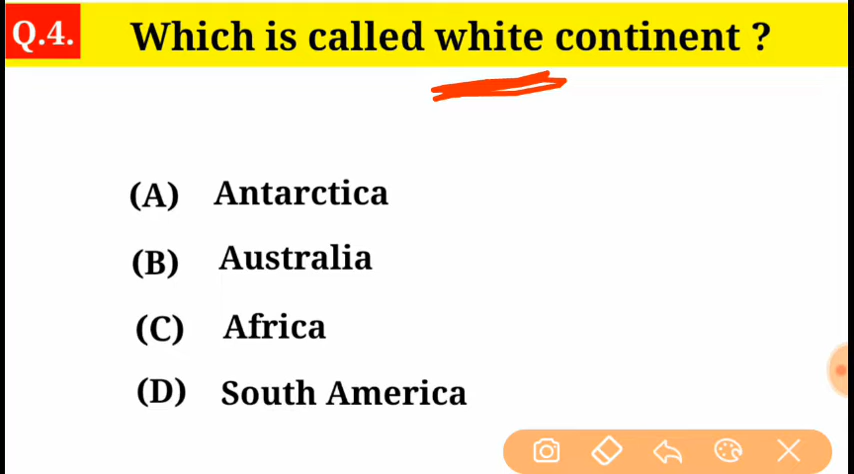 Q.4. Which is called white continent ?
(A) Antarctica
(B) Australia
(C) Africa
(D) South America